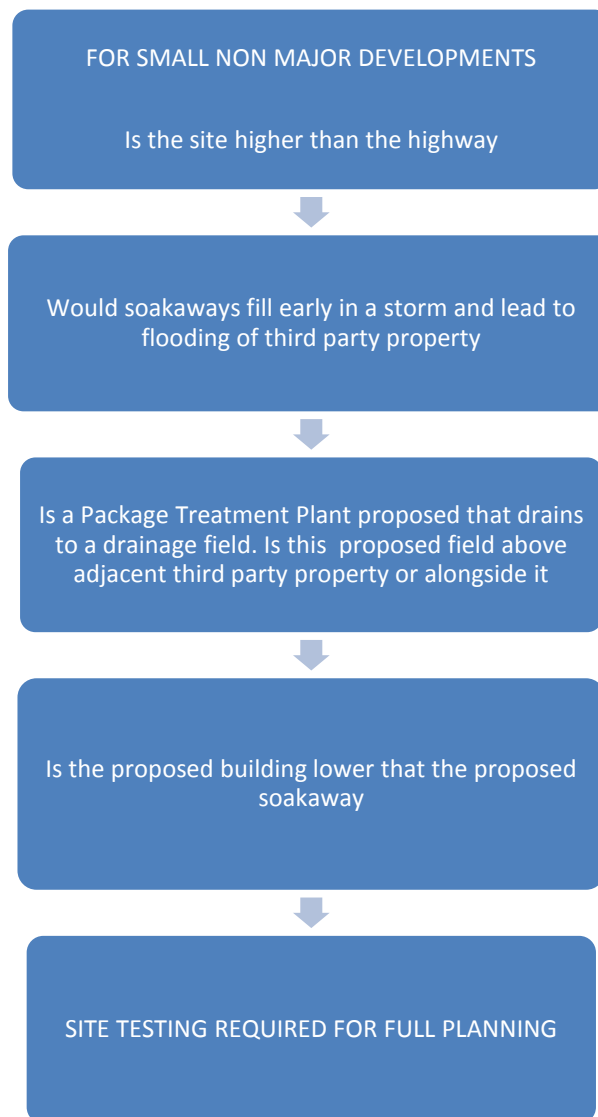 FOR SMALL NON MAJOR DEVELOPMENTS
Is the site higher than the highway
Would soakaways fill early in a storm and lead to
flooding of third party property
Is a Package Treatment Plant proposed that drains
to a drainage field. Is this proposed field above
adjacent third party property or alongside it
Is the proposed building lower that the proposed
soakaway
SITE TESTING REQUIRED FOR FULL PLANNING